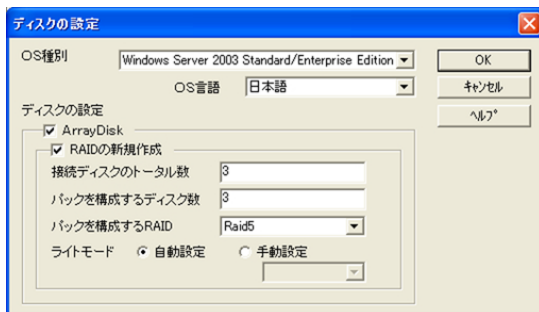 ディスクの設定
OS種別
Windows Server 2003 Standard/Enterprise Edition
OK
OS言語
日本語
キャンセル
ディスクの設定
ヘルプ
ArrayDisk
RAIDの新規作成
接続ディスクのトータル数
3
パックを構成するディスク数
3
パックを構成するRAID
Raid5
ライトモード
自動設定
手動設定